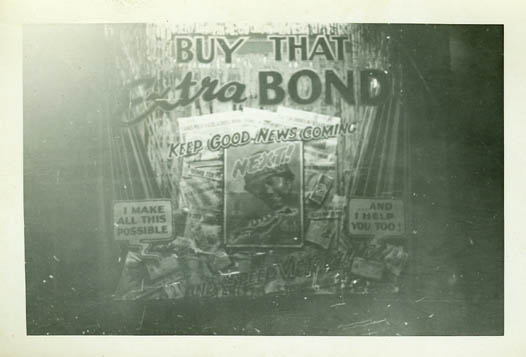 BUY THAT
Extra BOND
KEEP GOOD NEWS COMING
NEXT!
I MAKE
ALL THIS
POSSIBLE
...AND
I HELP
YOU TOO!